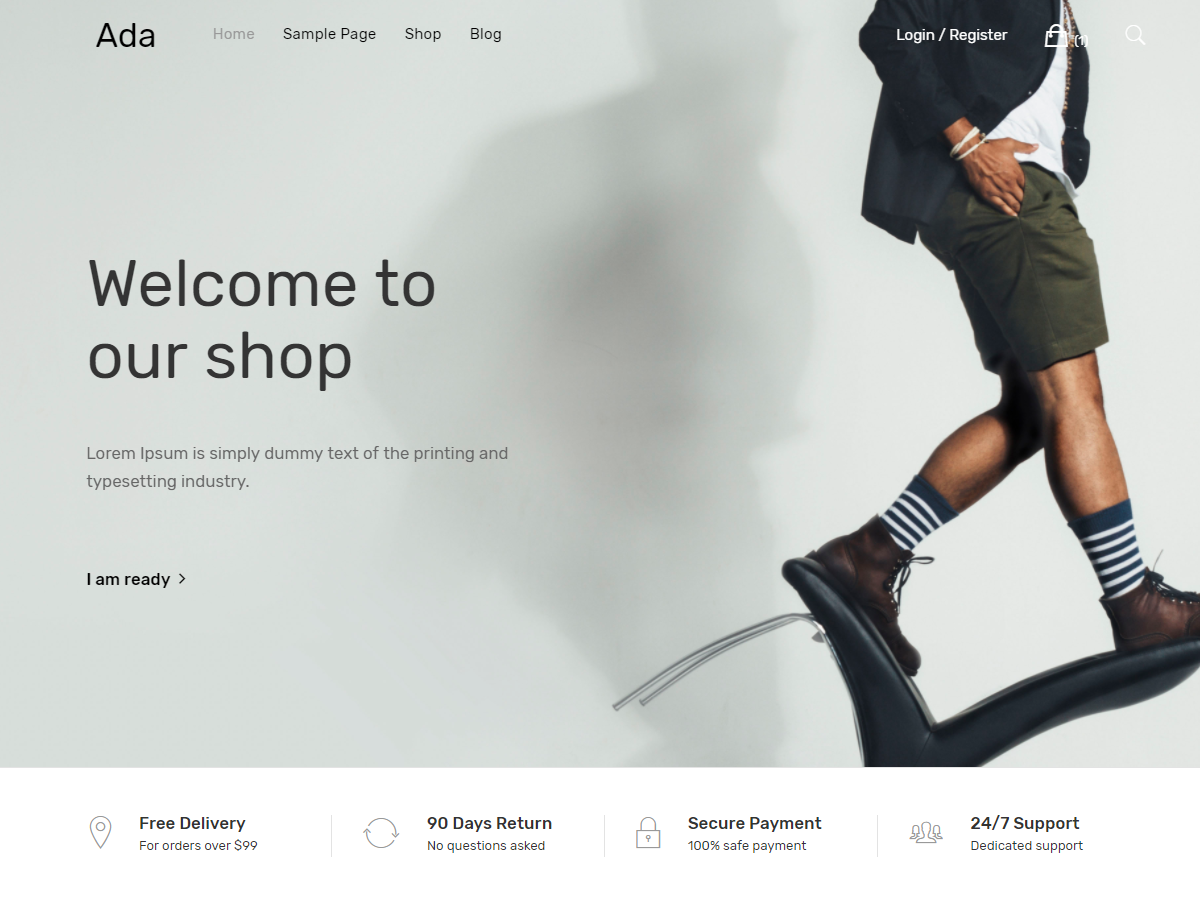 Ada
Home Sample Page Shop Blog
Login / Register
(1)
Welcome to
our shop
Lorem Ipsum is simply dummy text of the printing and
typesetting industry.
I am ready
Free Delivery
For orders over $99
90 Days Return
No questions asked
Secure Payment
100% safe payment
24/7 Support
Dedicated support